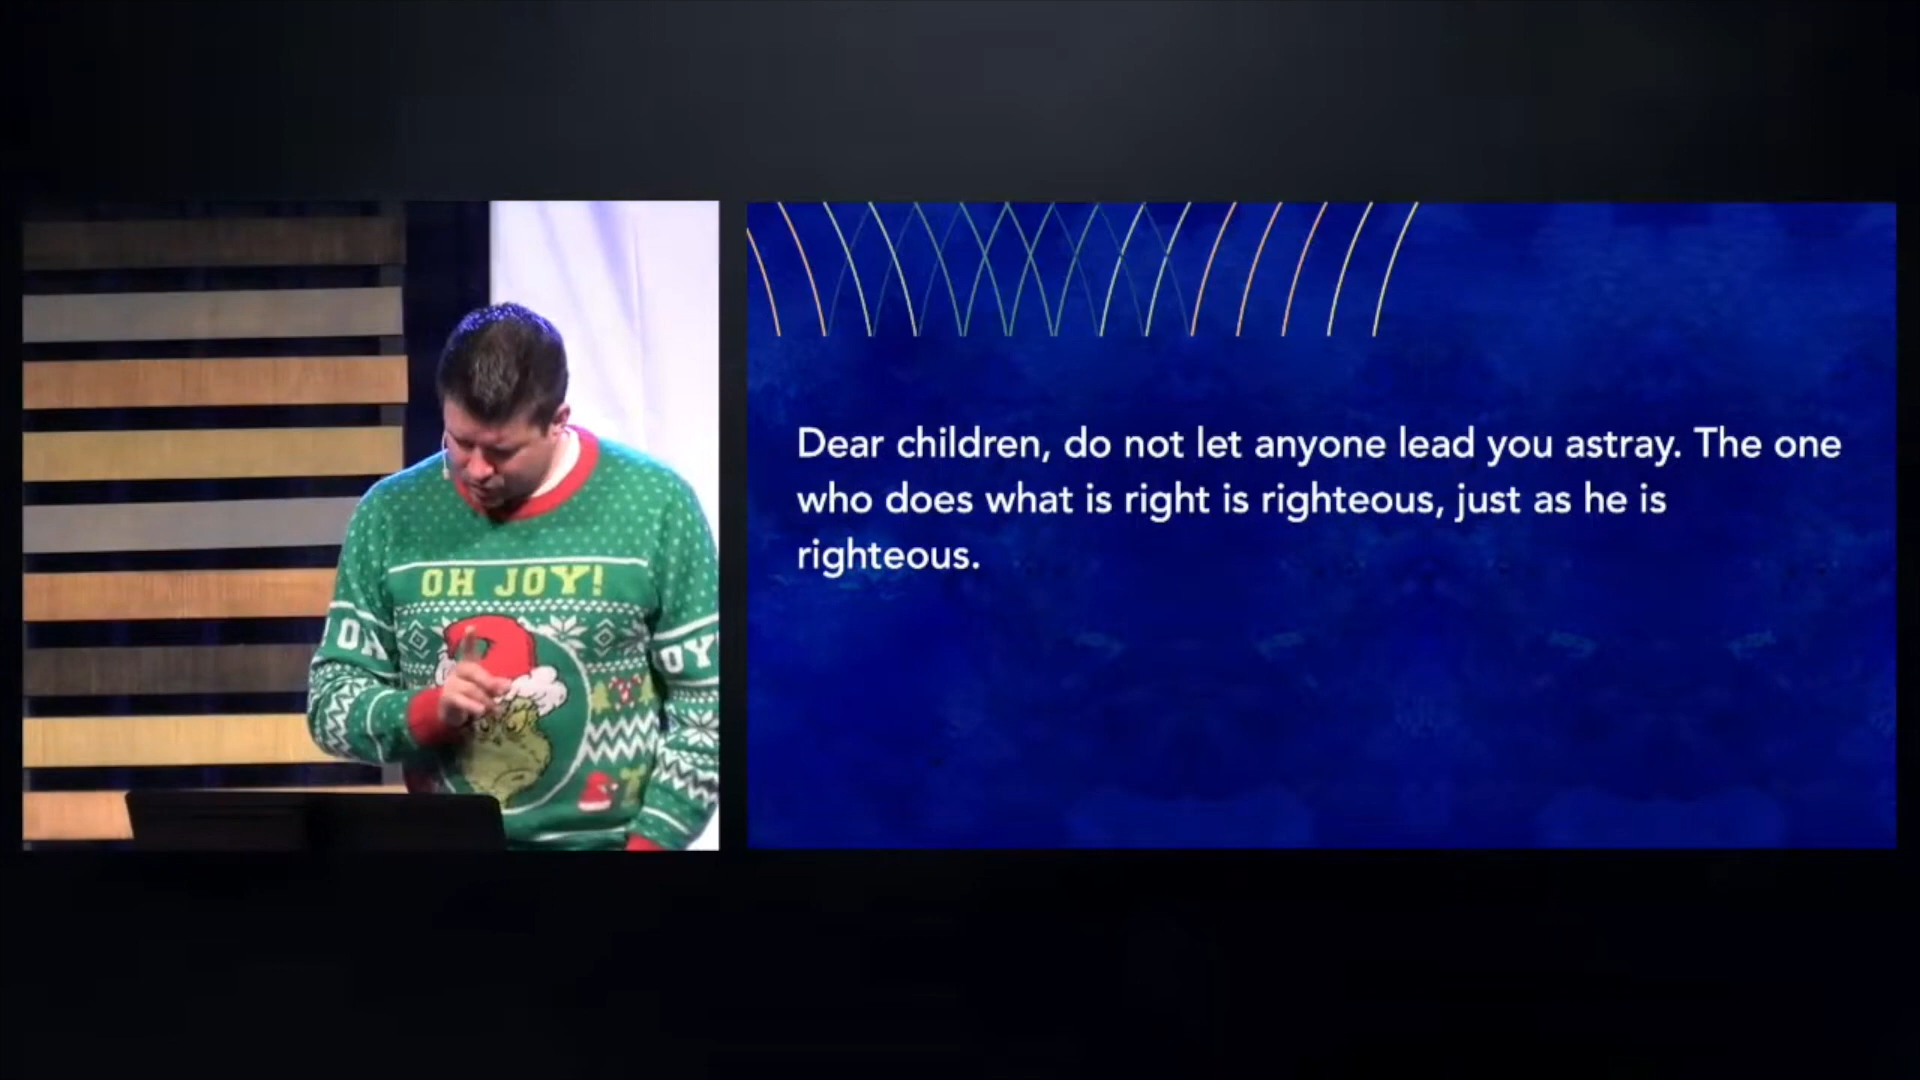 OH JOY!
OY
Dear children, do not let anyone lead you astray. The one
who does what is right is righteous, just as he is
righteous.